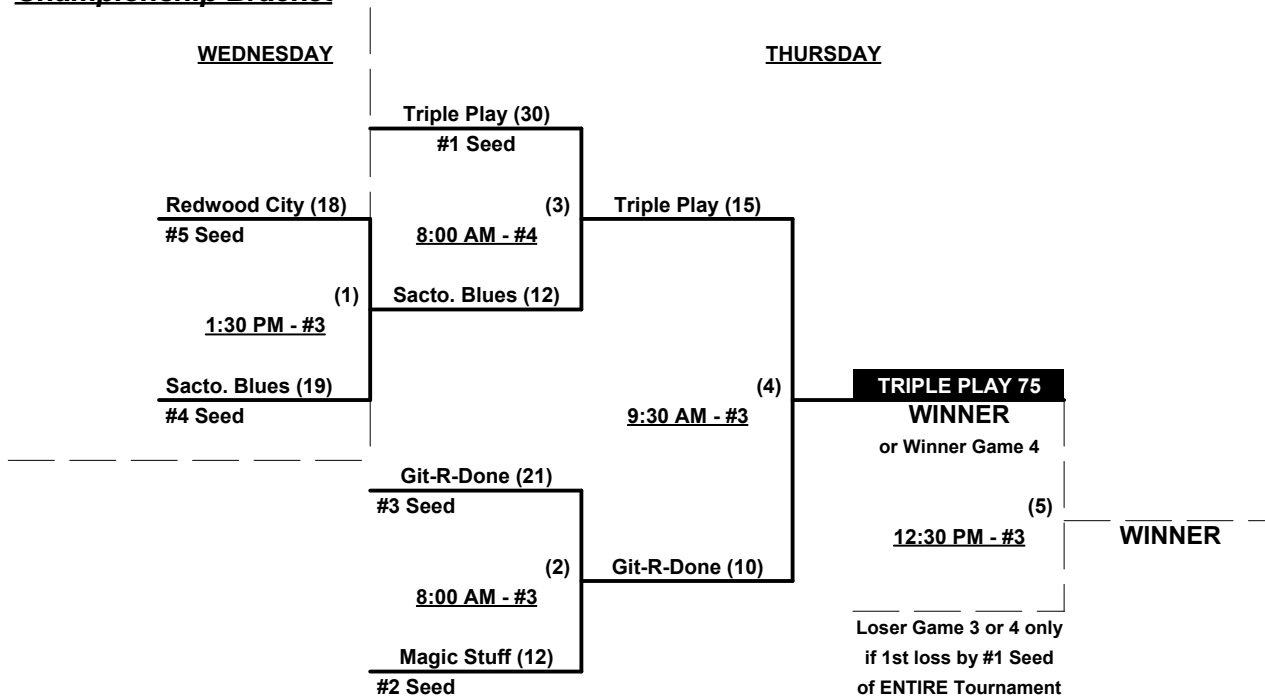 Championship Bracket
WEDNESDAY
THURSDAY
Triple Play (30)
#1 Seed
Redwood City (18)
#5 Seed
(3)
8:00 AM - #4
Triple Play (15)
(1)
1:30 PM - #3
Sacto. Blues (12)
Sacto. Blues (19)
#4 Seed
(4)
9:30 AM - #3
TRIPLE PLAY 75
WINNER
or Winner Game 4
Git-R-Done (21)
#3 Seed
(5)
12:30 PM - #3
WINNER
(2)
8:00 AM - #3
Git-R-Done (10)
Magic Stuff (12)
#2 Seed
Loser Game 3 or 4 only
if 1st loss by #1 Seed
of ENTIRE Tournament